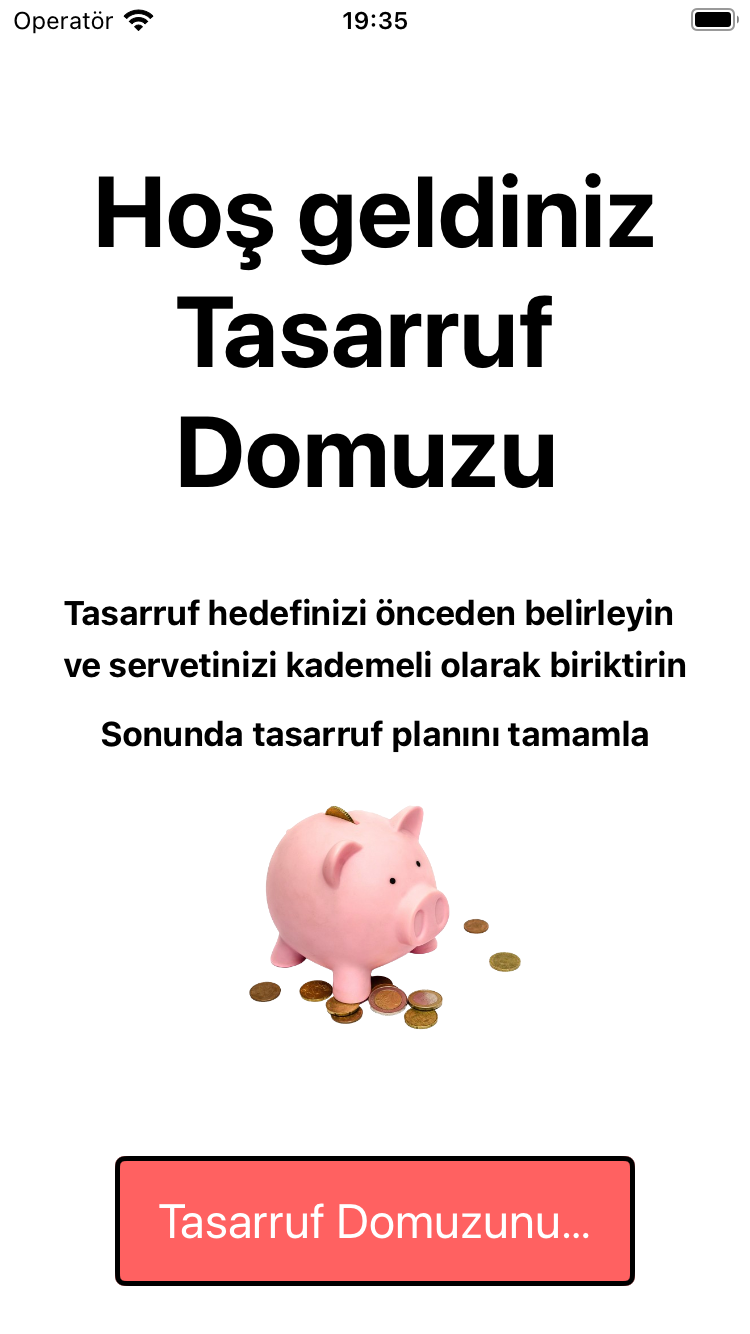 Operatör 19:35
Hoş geldiniz
Tasarruf
Domuzu
Tasarruf hedefinizi önceden belirleyin
ve servetinizi kademeli olarak biriktirin
Sonunda tasarruf planını tamamla
Tasarruf Domuzunu...